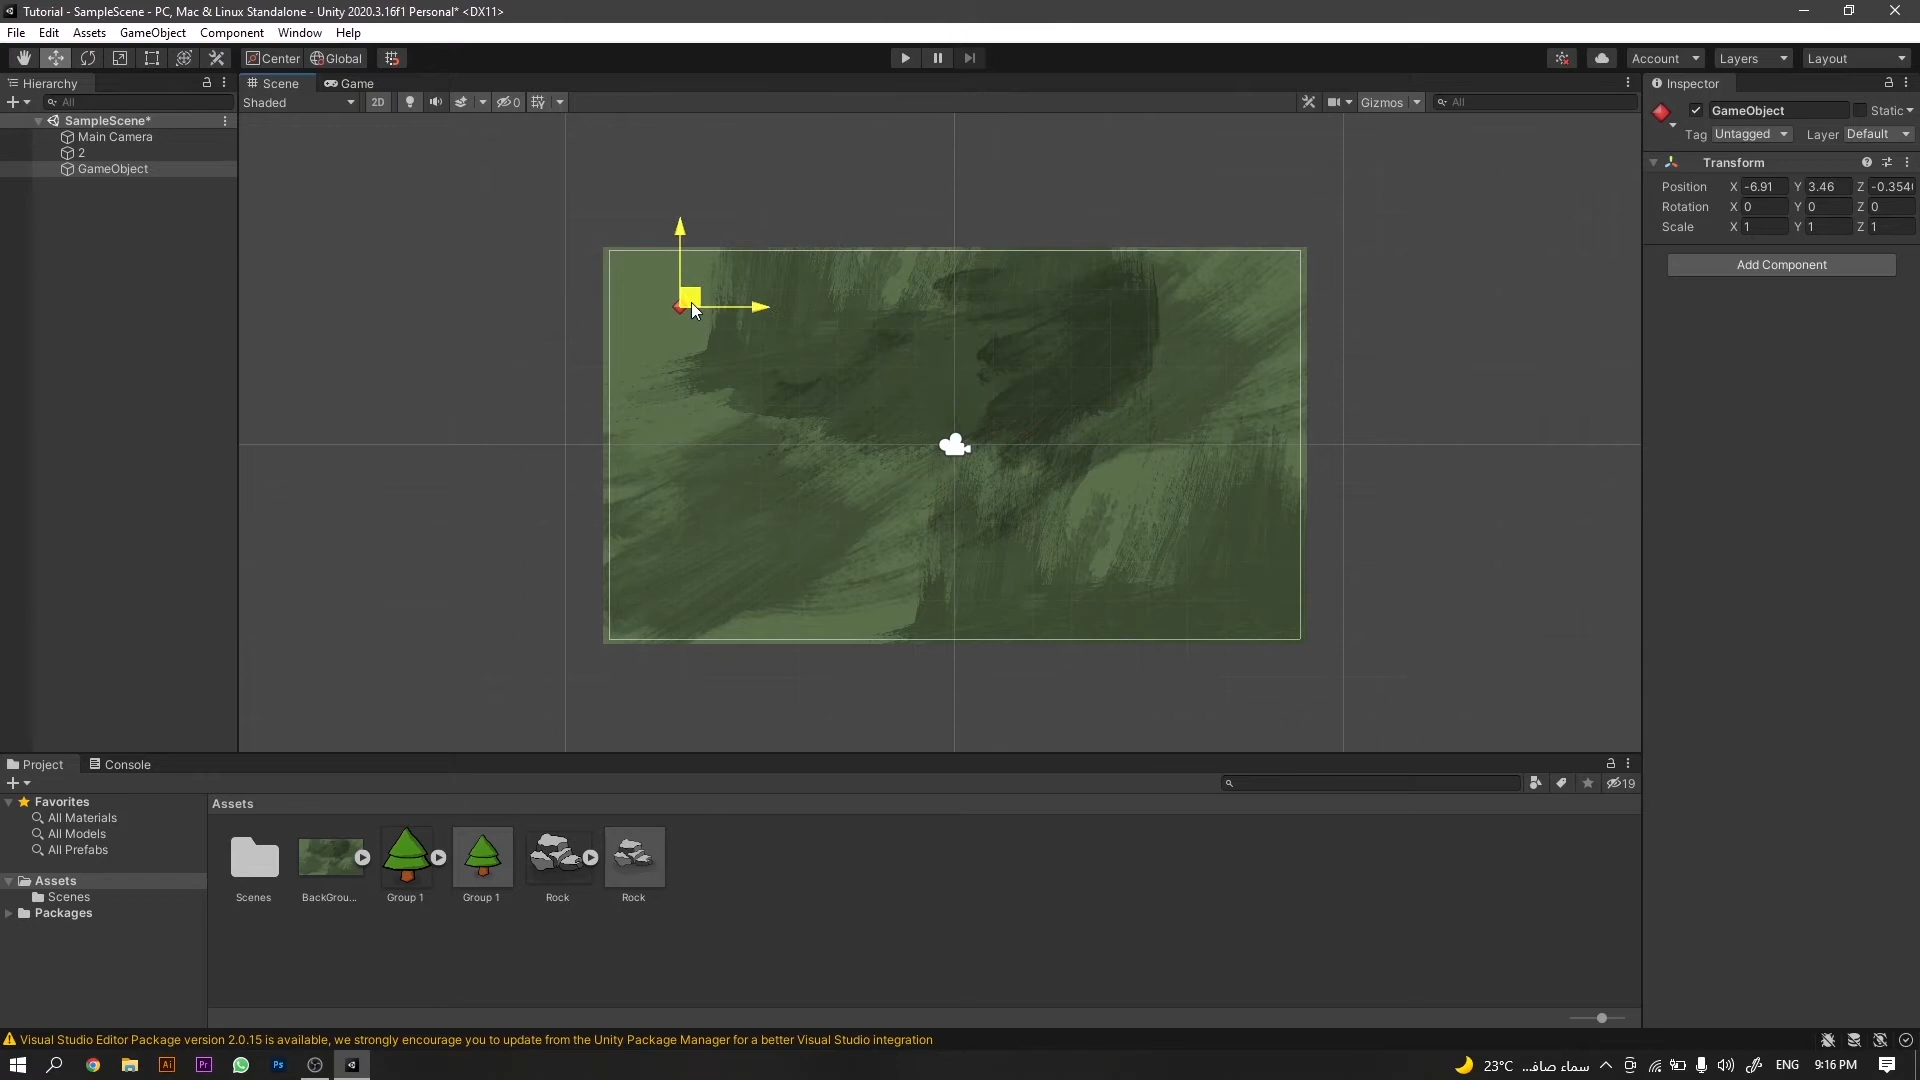 Tutorial - SampleScene - PC, Mac & Linux Standalone - Unity 2020.3.16f1 Personal* <DX11>
File Edit Assets GameObject Component Window Help
Center Global Account Layers Layout
Hierarchy
All
SampleScene*
Main Camera
2
GameObject
Scene Game
Shaded 2D 0 Gizmos All
Inspector
GameObject Static
Tag Untagged Layer Default
Transform
Position X -6.91 Y 3.46 Z -0.354
Rotation X 0 Y 0 Z 0
Scale X 1 Y 1 Z 1
Add Component
Project Console
19
Favorites
All Materials
All Models
All Prefabs
Assets
Scenes
Packages
Assets
Scenes BackGrou... Group 1 Group 1 Rock Rock
Visual Studio Editor Package version 2.0.15 is available, we strongly encourage you to update from the Unity Package Manager for a better Visual Studio integration
Ai Pr Ps 23°C سماء صافـ... ENG 9:16 PM